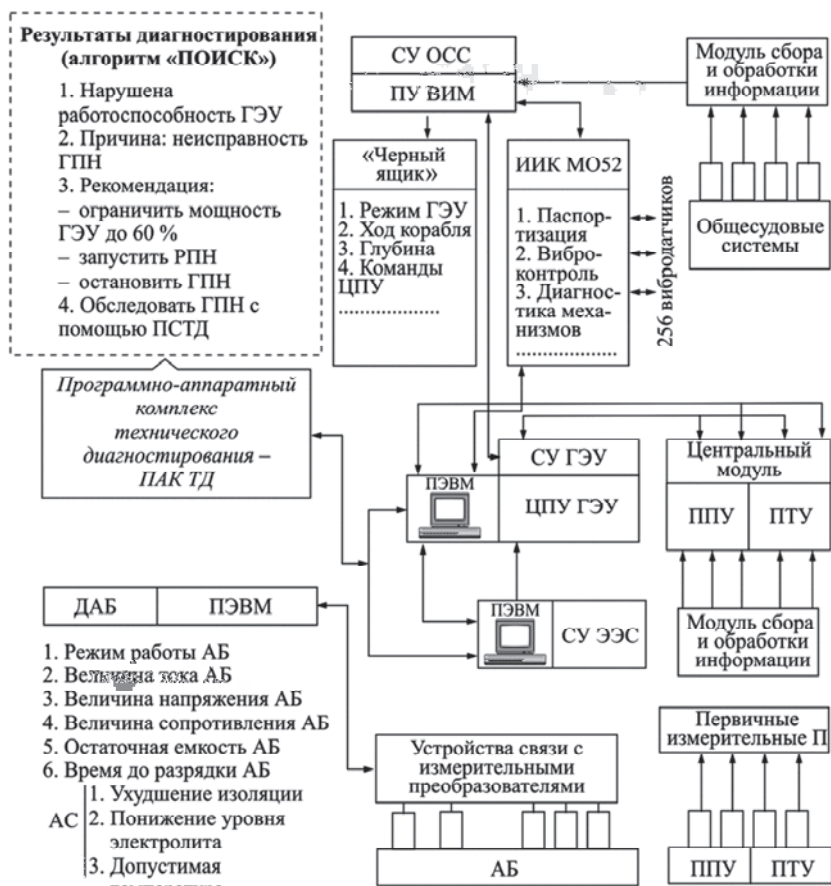 Результаты диагностирования
(алгоритм «ПОИСК»)
1. Нарушена
работоспособность ГЭУ
2. Причина: неисправность
ГПН
3. Рекомендация:
– ограничить мощность
ГЭУ до 60 %
– запустить РПН
– остановить ГПН
4. Обследовать ГПН с
помощью ПСТД
Программно-аппаратный
комплекс
технического
диагностирования –
ПАК ТД
СУ ОСС
ПУ ВИМ
«Черный
ящик»
1. Режим ГЭУ
2. Ход корабля
3. Глубина
4. Команды
ЦПУ
.....................
ИИК МО52
1. Паспор-
тизация
2. Вибро-
контроль
3. Диагнос-
тика меха-
низмов
.....................
256 вибродатчиков
Модуль сбора
и обработки
информации
Общесудовые
системы
СУ ГЭУ
ПЭВМ
ЦПУ ГЭУ
Центральный
модуль
ППУ
ПТУ
ПЭВМ
СУ ЭЭС
Модуль сбора
и обработки
информации
ДАБ
ПЭВМ
1. Режим работы АБ
2. Величина тока АБ
3. Величина напряжения АБ
4. Величина сопротивления АБ
5. Остаточная емкость АБ
6. Время до разрядки АБ
АС
1. Ухудшение изоляции
2. Понижение уровня
электролита
3. Допустимая
Устройства связи с
измерительными
преобразователями
АБ
Первичные
измерительные П
ППУ
ПТУ